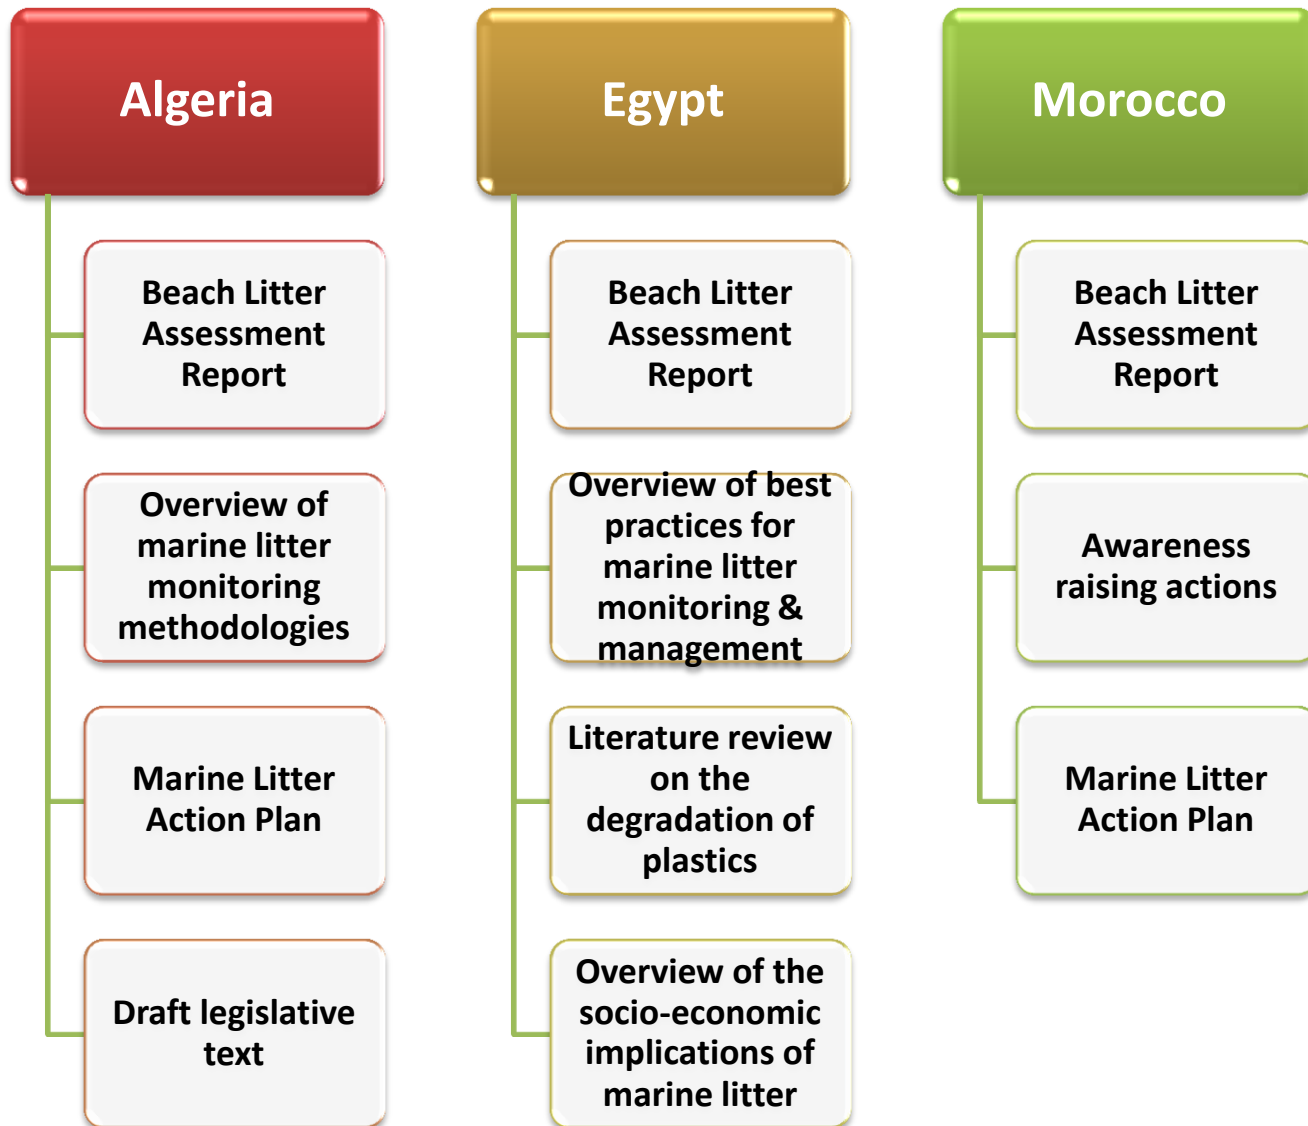 Algeria
Beach Litter
Assessment
Report
Overview of
marine litter
monitoring
methodologies
Marine Litter
Action Plan
Draft legislative
text
Egypt
Beach Litter
Assessment
Report
Overview of best
practices for
marine litter
monitoring &
management
Literature review
on the
degradation of
plastics
Overview of the
socio-economic
implications of
marine litter
Morocco
Beach Litter
Assessment
Report
Awareness
raising actions
Marine Litter
Action Plan